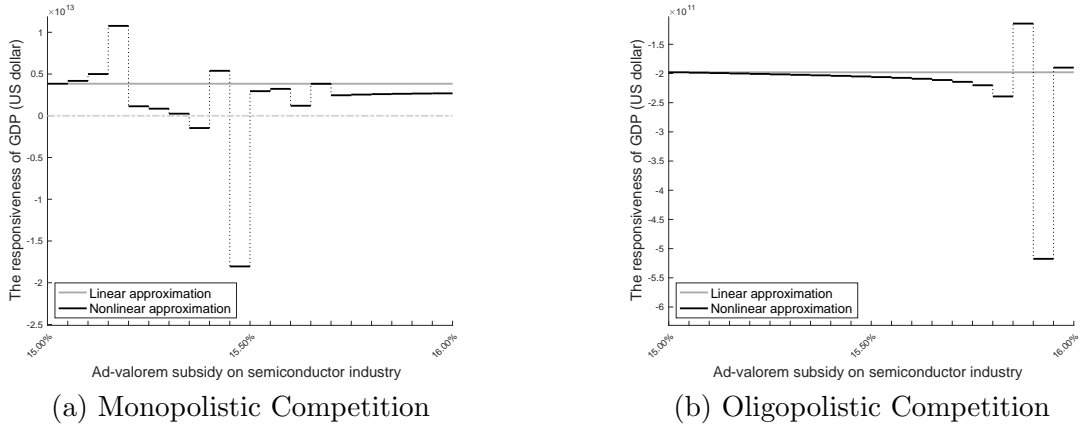 ×10^13
The responsiveness of GDP (US dollar)
1
0.5
0
-0.5
-1
-1.5
-2
-2.5
Linear approximation
Nonlinear approximation
15.00%
15.50%
16.00%
Ad-valorem subsidy on semiconductor industry
(a) Monopolistic Competition
×10^11
The responsiveness of GDP (US dollar)
-1.5
-2
-2.5
-3
-3.5
-4
-4.5
-5
-5.5
-6
Linear approximation
Nonlinear approximation
15.00%
15.50%
16.00%
Ad-valorem subsidy on semiconductor industry
(b) Oligopolistic Competition